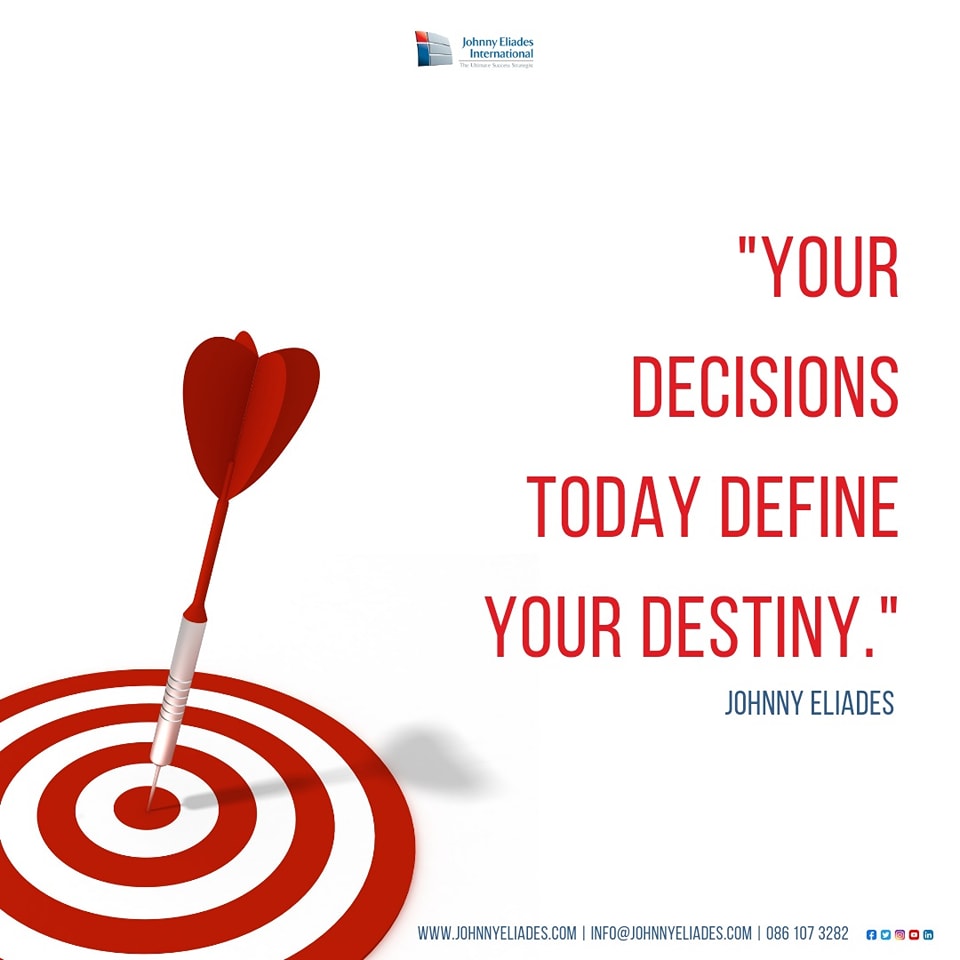 Johnny Eliades
International
The Ultimate Success Strategist
"YOUR
DECISIONS
TODAY DEFINE
YOUR DESTINY."
JOHNNY ELIADES
WWW.JOHNNYELIADES.COM | INFO@JOHNNYELIADES.COM | 086 107 3282